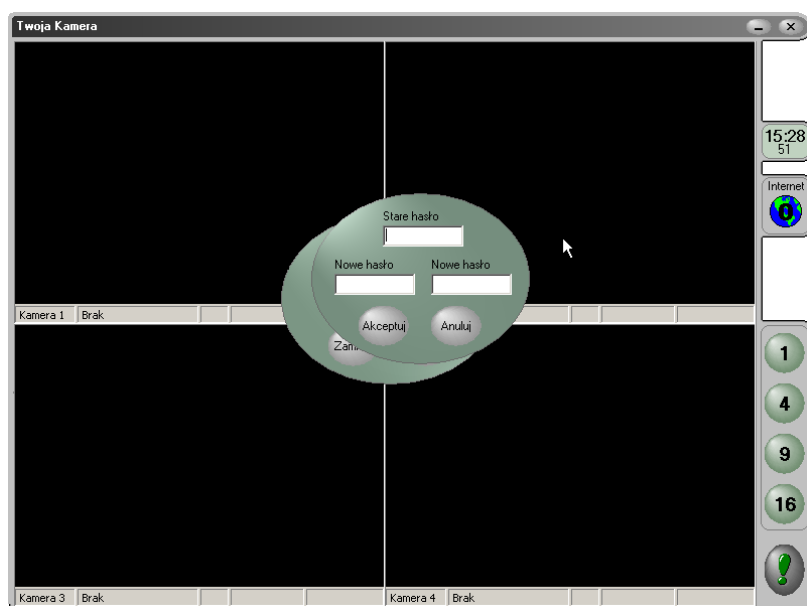 Twoja Kamera
15:28
51
Internet
0
Stare hasło
Nowe hasło Nowe hasło
Akceptuj Anuluj
Kamera 1 Brak
1
4
9
16
Kamera 3 Brak
Kamera 4 Brak